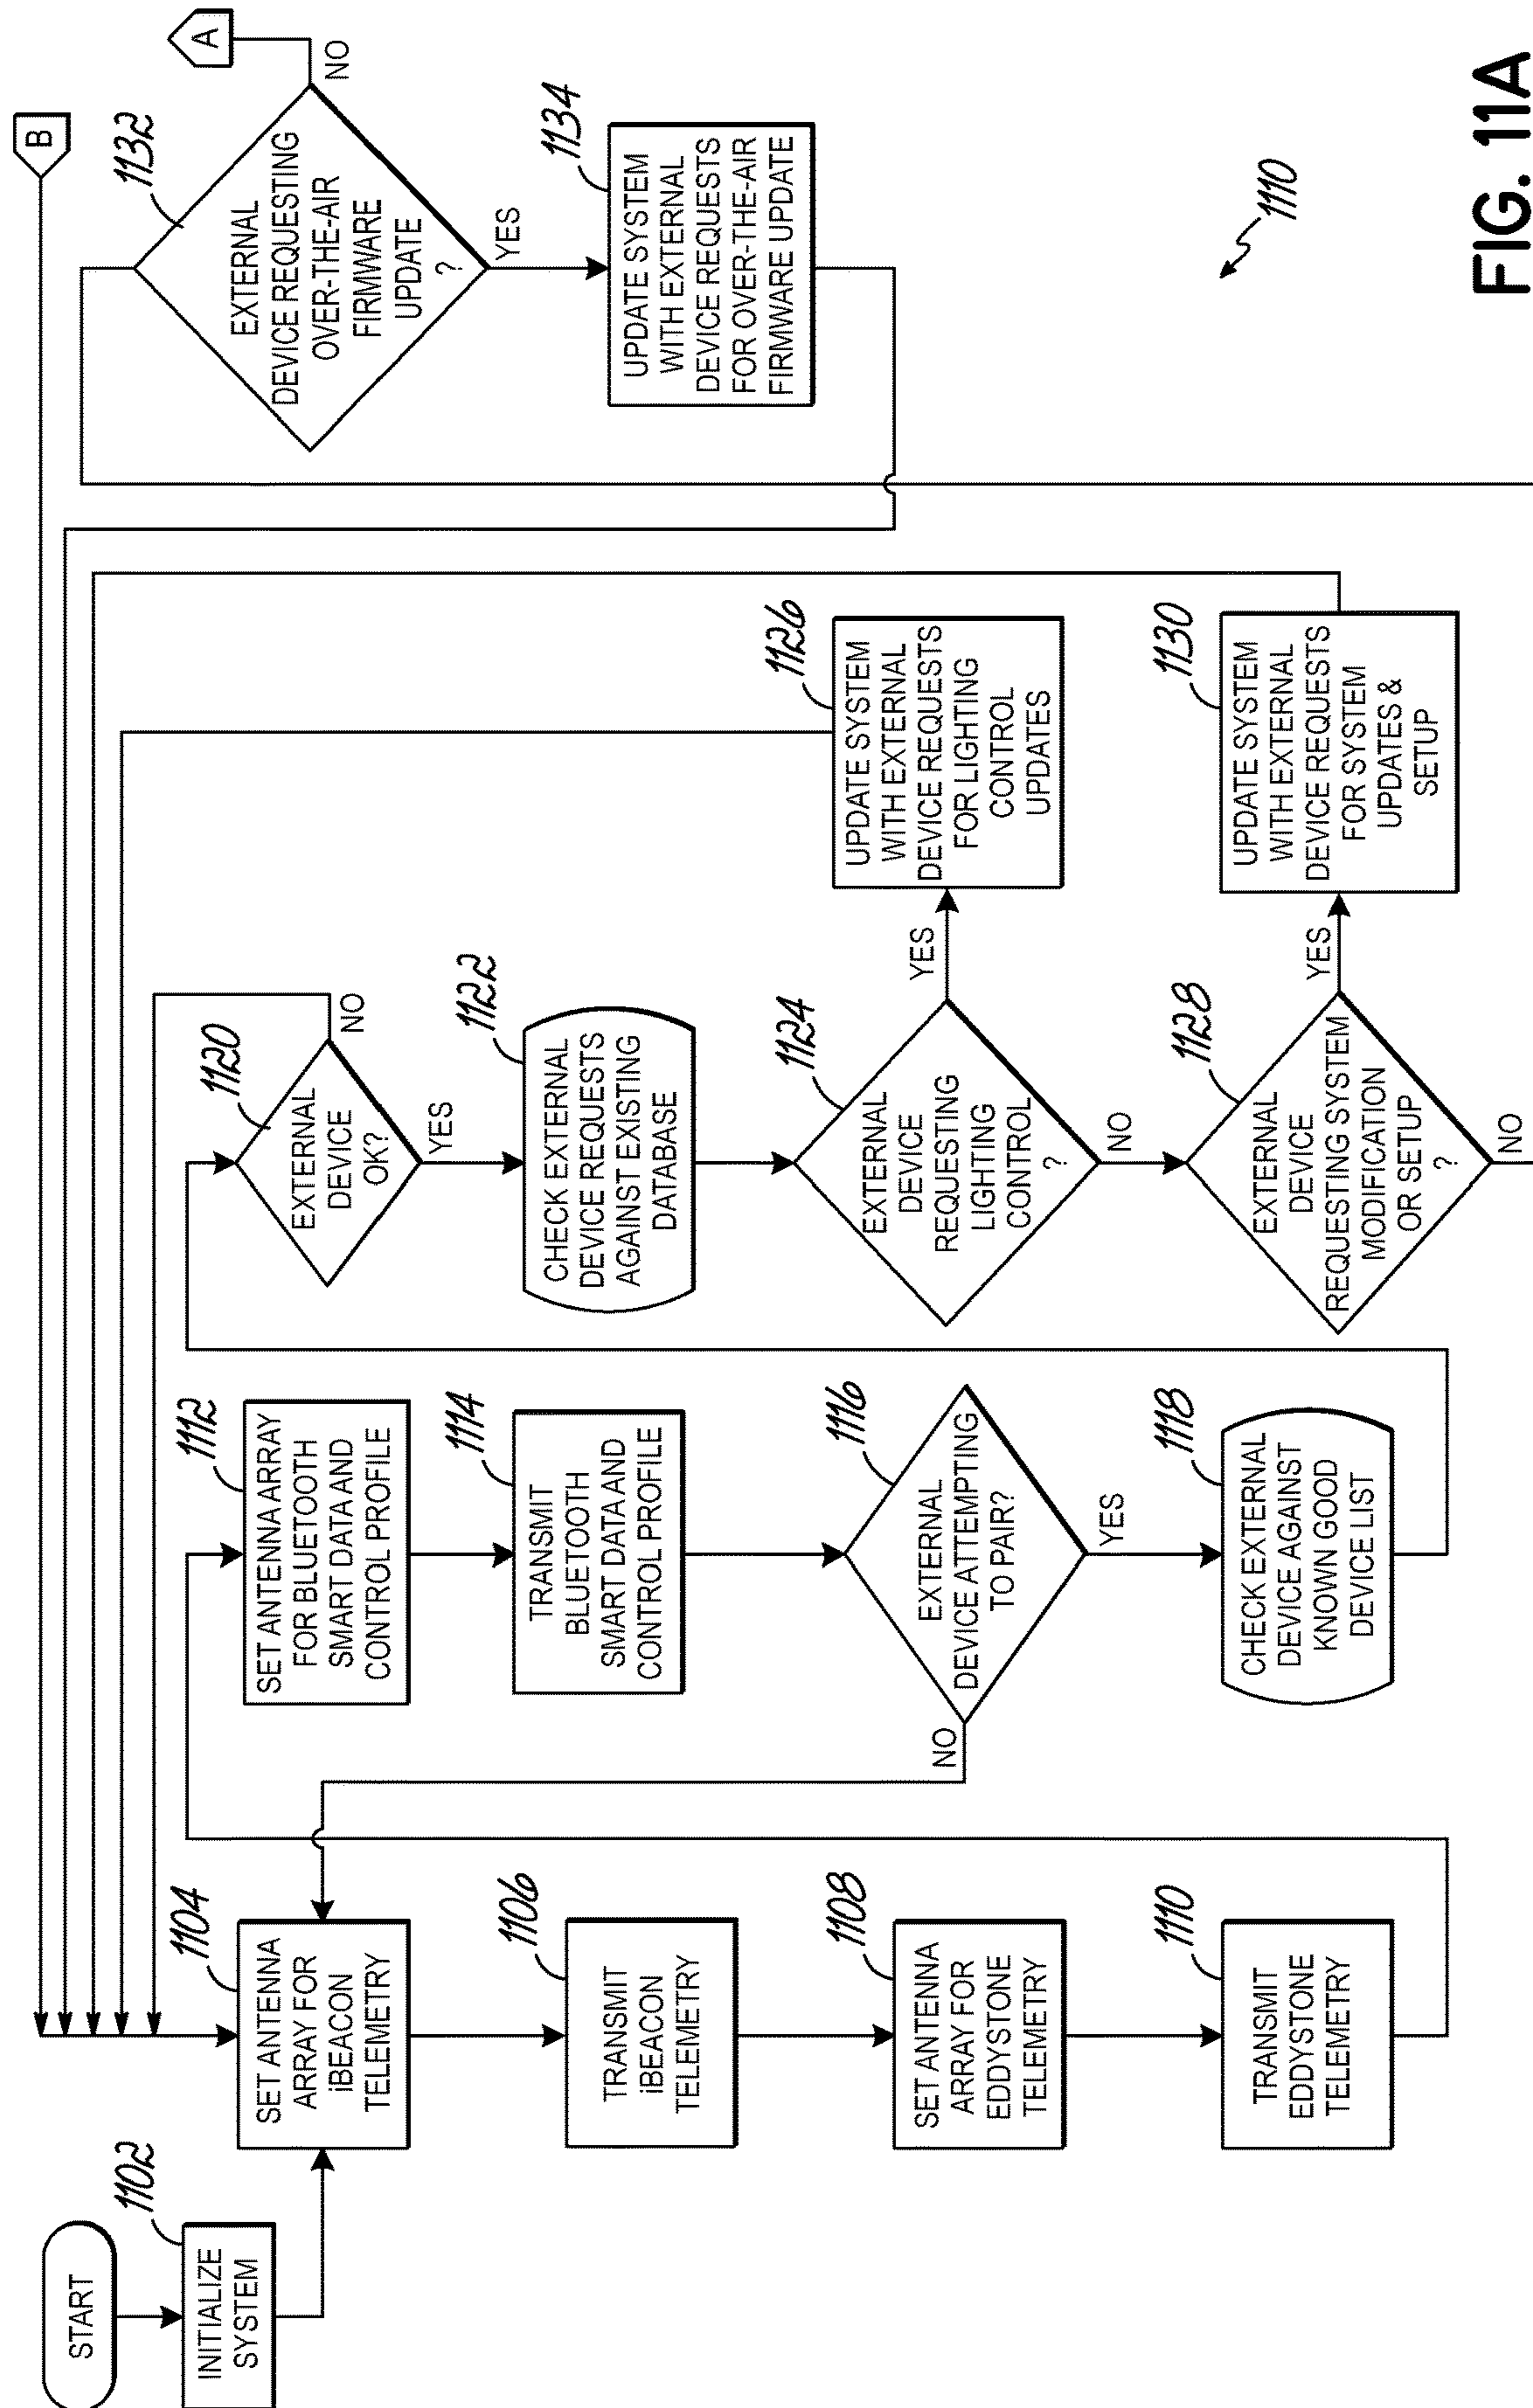 START
1102
INITIALIZE
SYSTEM
1104
SET ANTENNA
ARRAY FOR
iBEACON
TELEMETRY
1106
TRANSMIT
iBEACON
TELEMETRY
1108
SET ANTENNA
ARRAY FOR
EDDYSTONE
TELEMETRY
1110
TRANSMIT
EDDYSTONE
TELEMETRY
1112
SET ANTENNA ARRAY
FOR BLUETOOTH
SMART DATA AND
CONTROL PROFILE
1114
TRANSMIT
BLUETOOTH
SMART DATA AND
CONTROL PROFILE
1116
EXTERNAL
DEVICE ATTEMPTING
TO PAIR?
NO
YES
1118
CHECK EXTERNAL
DEVICE AGAINST
KNOWN GOOD
DEVICE LIST
1120
EXTERNAL
DEVICE
OK?
NO
YES
1122
CHECK EXTERNAL
DEVICE REQUESTS
AGAINST EXISTING
DATABASE
1124
EXTERNAL
DEVICE
REQUESTING
LIGHTING
CONTROL
?
YES
NO
1126
UPDATE SYSTEM
WITH EXTERNAL
DEVICE REQUESTS
FOR LIGHTING
CONTROL
UPDATES
1128
EXTERNAL
DEVICE
REQUESTING SYSTEM
MODIFICATION
OR SETUP
?
YES
NO
1130
UPDATE SYSTEM
WITH EXTERNAL
DEVICE REQUESTS
FOR SYSTEM
UPDATES &
SETUP
B
1132
EXTERNAL
DEVICE REQUESTING
OVER-THE-AIR
FIRMWARE
UPDATE
?
NO
A
YES
1134
UPDATE SYSTEM
WITH EXTERNAL
DEVICE REQUESTS
FOR OVER-THE-AIR
FIRMWARE UPDATE
1110
FIG. 11A